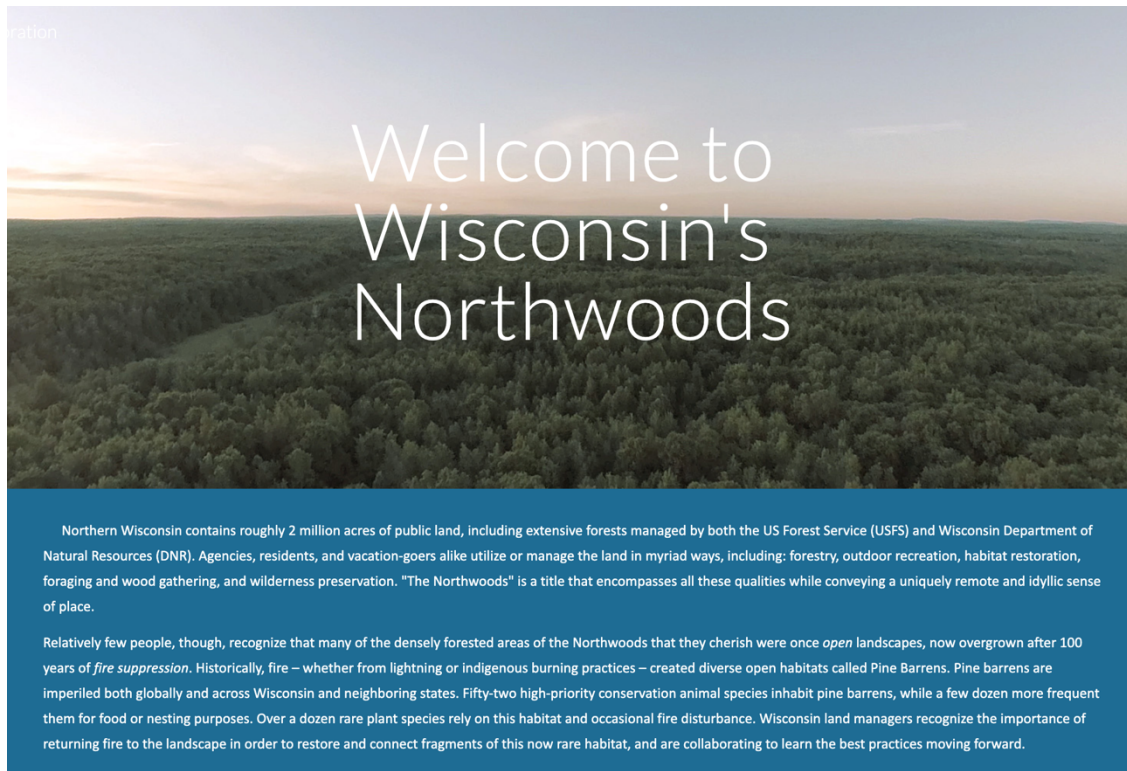 oration
Welcome to
Wisconsin's
Northwoods
Northern Wisconsin contains roughly 2 million acres of public land, including extensive forests managed by both the US Forest Service (USFS) and Wisconsin Department of
Natural Resources (DNR). Agencies, residents, and vacation-goers alike utilize or manage the land in myriad ways, including: forestry, outdoor recreation, habitat restoration,
foraging and wood gathering, and wilderness preservation. "The Northwoods" is a title that encompasses all these qualities while conveying a uniquely remote and idyllic sense
of place.
Relatively few people, though, recognize that many of the densely forested areas of the Northwoods that they cherish were once open landscapes, now overgrown after 100
years of fire suppression. Historically, fire – whether from lightning or indigenous burning practices – created diverse open habitats called Pine Barrens. Pine barrens are
imperiled both globally and across Wisconsin and neighboring states. Fifty-two high-priority conservation animal species inhabit pine barrens, while a few dozen more frequent
them for food or nesting purposes. Over a dozen rare plant species rely on this habitat and occasional fire disturbance. Wisconsin land managers recognize the importance of
returning fire to the landscape in order to restore and connect fragments of this now rare habitat, and are collaborating to learn the best practices moving forward.